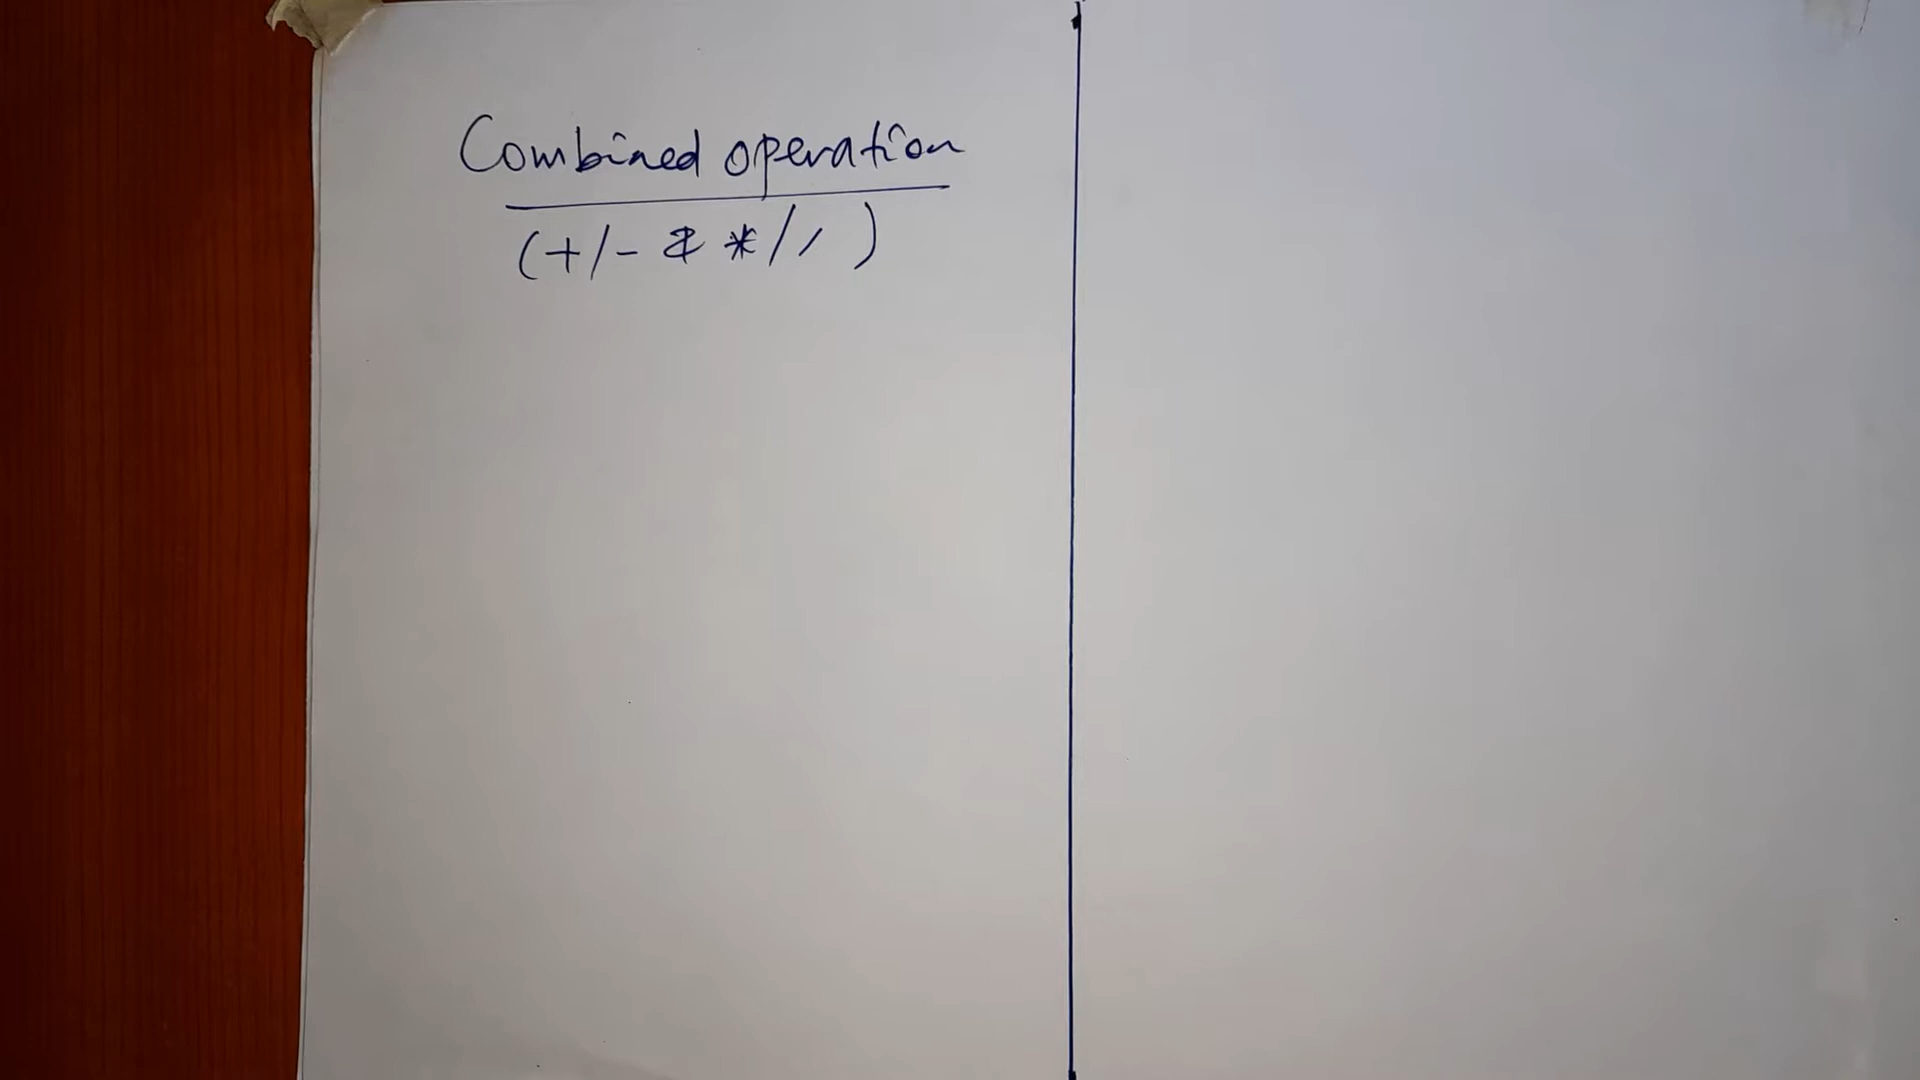 Combined operation
(+/- & */ / )